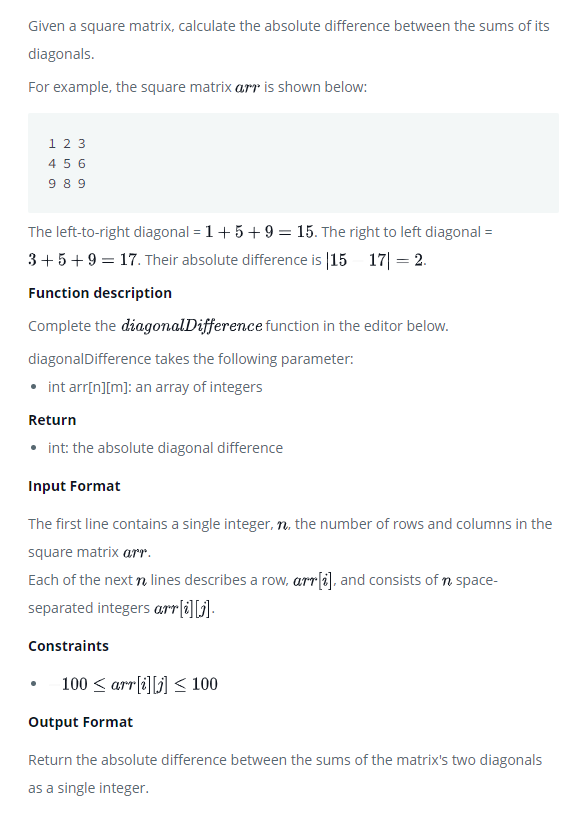 Given a square matrix, calculate the absolute difference between the sums of its
diagonals.
For example, the square matrix arr is shown below:
1 2 3
4 5 6
9 8 9
The left-to-right diagonal = 1 + 5 + 9 = 15. The right to left diagonal =
3 + 5 + 9 = 17. Their absolute difference is |15 17| = 2.
Function description
Complete the diagonalDifference function in the editor below.
diagonalDifference takes the following parameter:
• int arr[n][m]: an array of integers
Return
• int: the absolute diagonal difference
Input Format
The first line contains a single integer, n, the number of rows and columns in the
square matrix arr.
Each of the next n lines describes a row, arr[i], and consists of n space-
separated integers arr[i][j].
Constraints
• 100 ≤ arr[i][j] ≤ 100
Output Format
Return the absolute difference between the sums of the matrix's two diagonals
as a single integer.